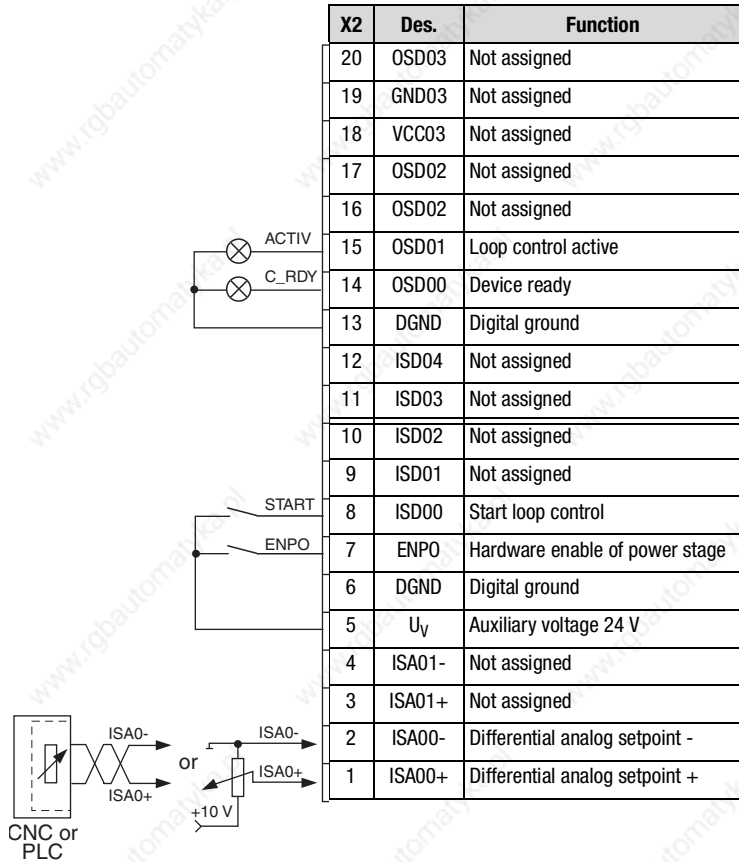 X2 Des. Function
20 OSD03 Not assigned
19 GND03 Not assigned
18 VCC03 Not assigned
17 OSD02 Not assigned
16 OSD02 Not assigned
ACTIV 15 OSD01 Loop control active
C_RDY 14 OSD00 Device ready
13 DGND Digital ground
12 ISD04 Not assigned
11 ISD03 Not assigned
10 ISD02 Not assigned
9 ISD01 Not assigned
START 8 ISD00 Start loop control
ENPO 7 ENPO Hardware enable of power stage
6 DGND Digital ground
5 UV Auxiliary voltage 24 V
4 ISA01- Not assigned
3 ISA01+ Not assigned
ISA0- or ISA0- 2 ISA00- Differential analog setpoint -
ISA0+ ISA0+ 1 ISA00+ Differential analog setpoint +
+10 V
CNC or
PLC
www.rgbautomatyka.pl